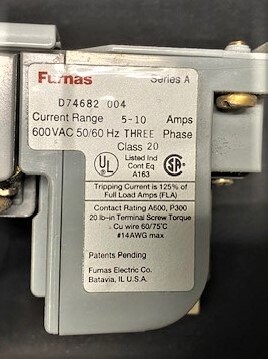 Furnas Series A
D74682 004
Current Range 5-10 Amps
600VAC 50/60 Hz THREE Phase
Class 20
UL Listed Ind Cont Eq A163 SA
Tripping Current is 125% of
Full Load Amps (FLA)
Contact Rating A600, P300
20 lb-in Terminal Screw Torque
Cu wire 60/75°C
#14AWG max
Patents Pending
Furnas Electric Co.
Batavia, IL U.S.A.